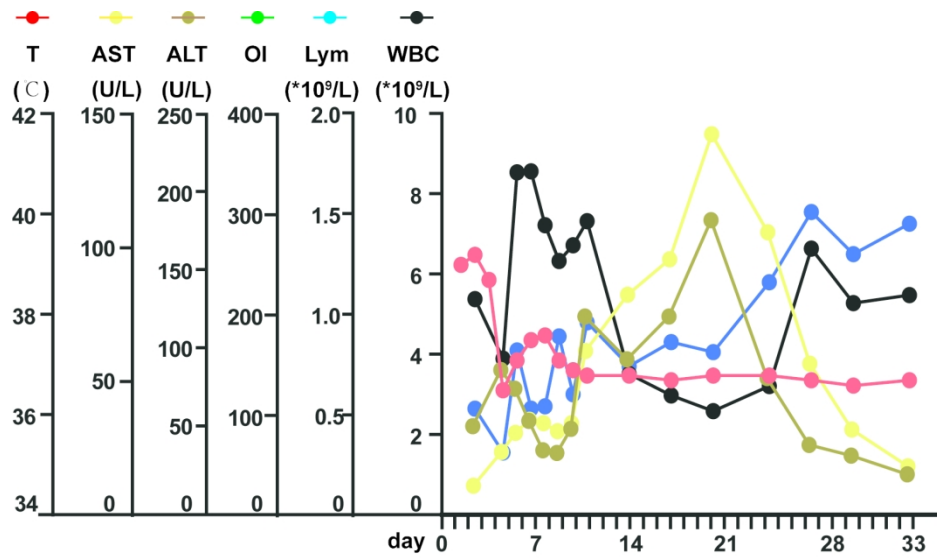 T AST ALT OI Lym WBC
(℃) (U/L) (U/L) (*10⁹/L) (*10⁹/L)
42 150 250 400 2.0 10
200 8
40 300 1.5
100 6
150
38 200 1.0
100 4
50
36 100 0.5
50 2
34 0 0 0 0 0
day 0 7 14 21 28 33